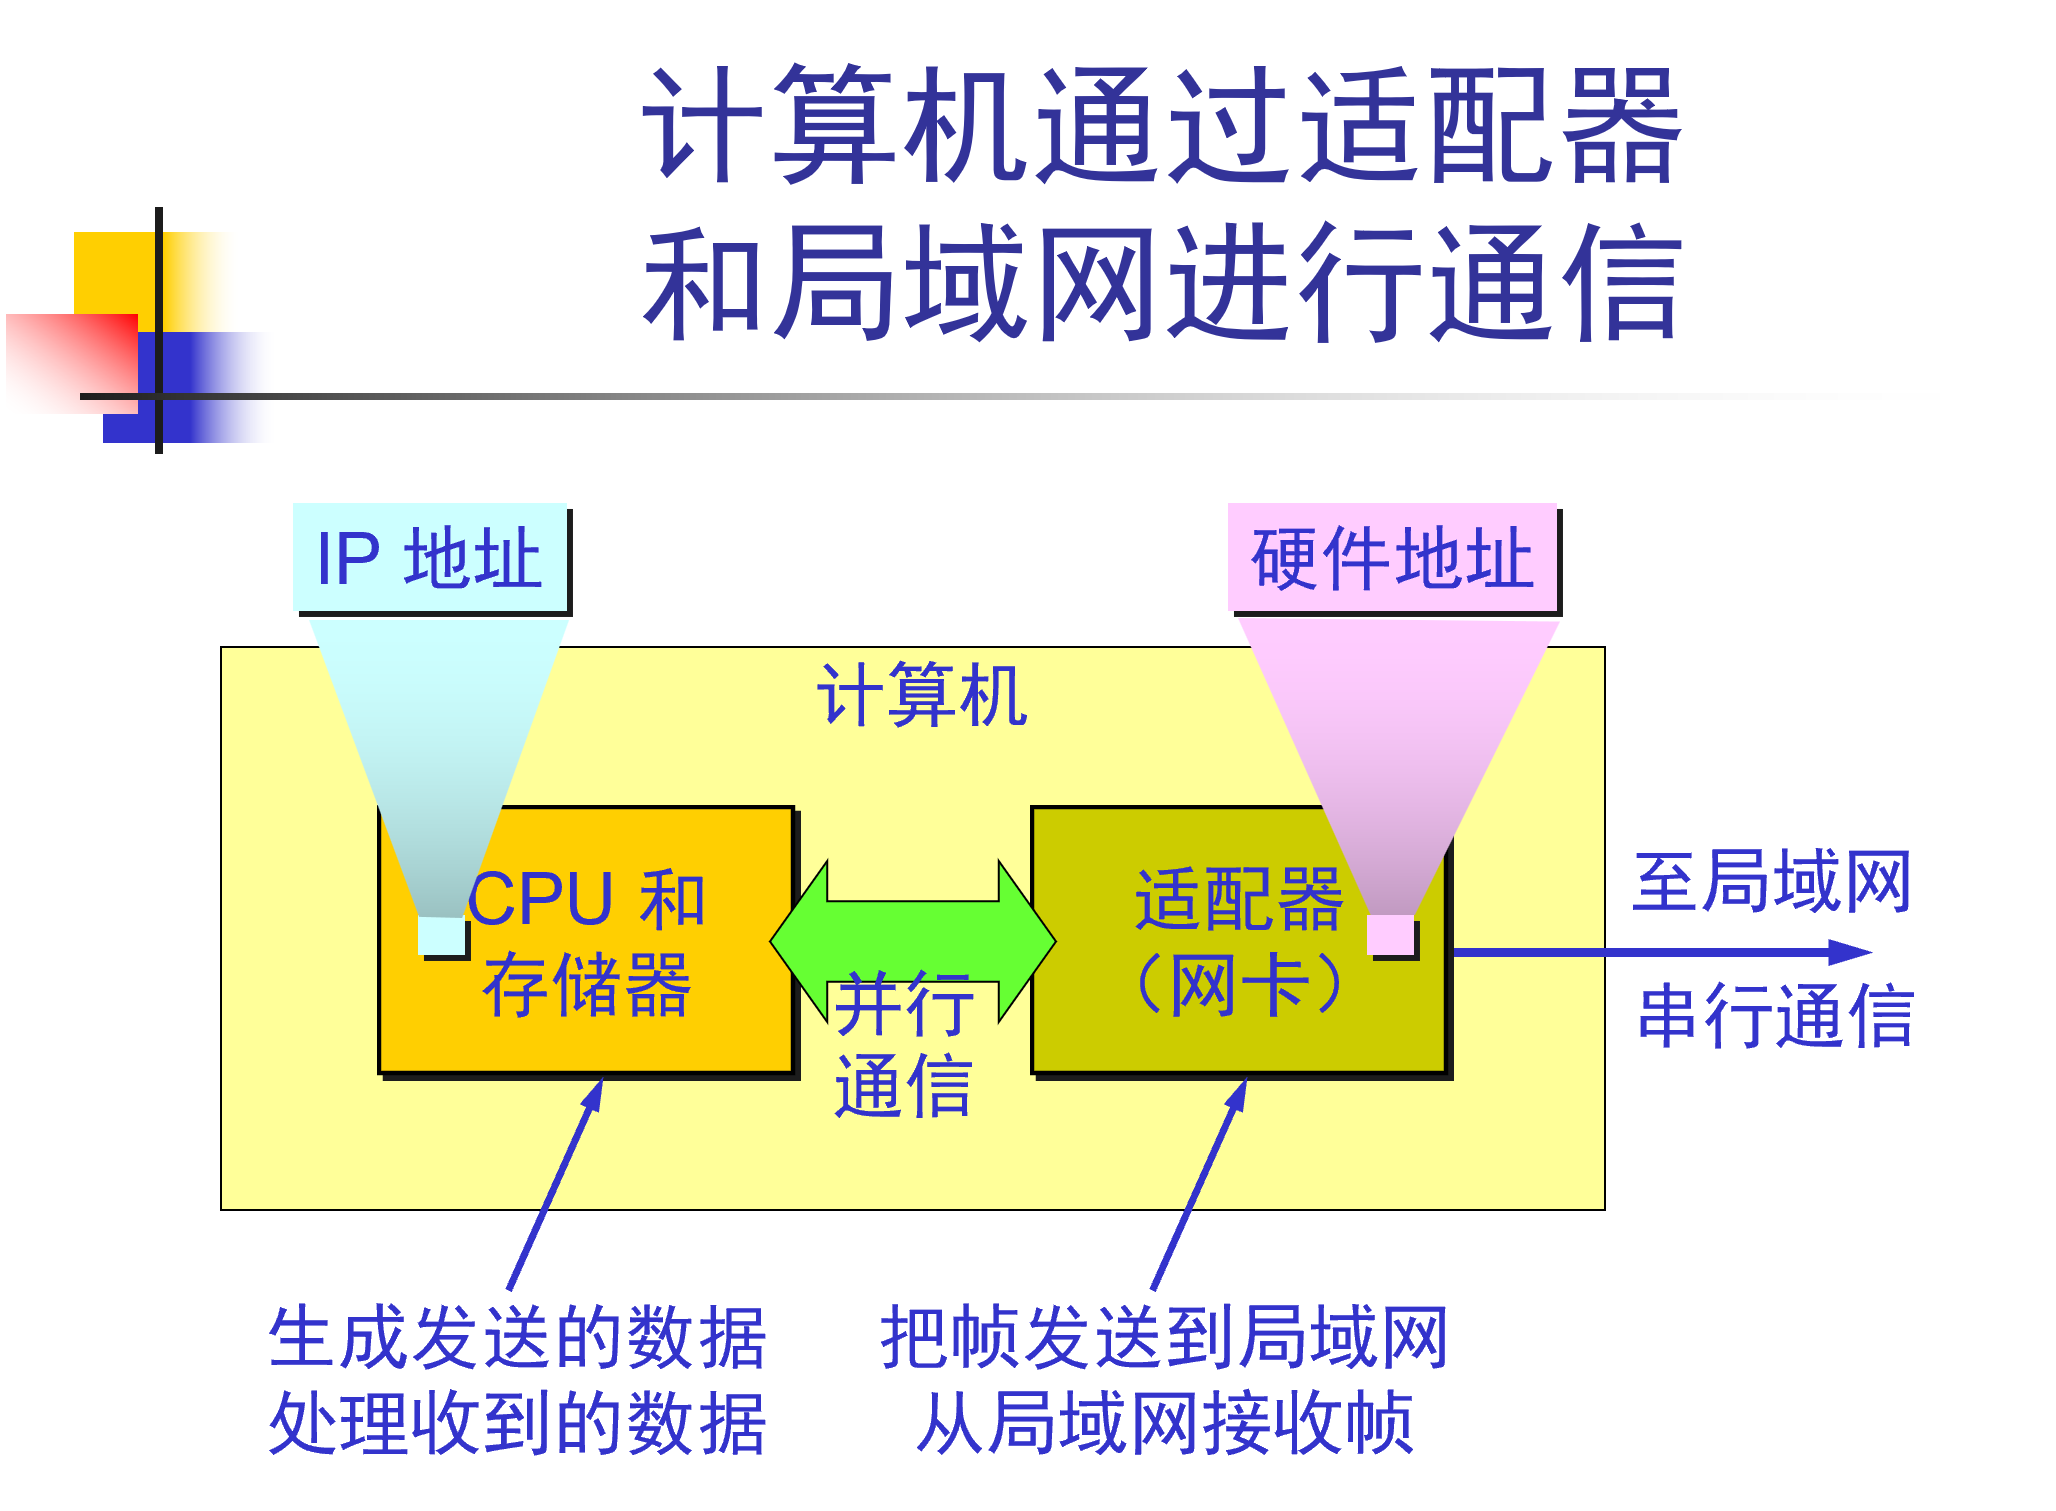 计算机通过适配器
和局域网进行通信
IP 地址
硬件地址
计算机
CPU 和
存储器
并行
通信
适配器
（网卡）
至局域网
串行通信
生成发送的数据
处理收到的数据
把帧发送到局域网
从局域网接收帧